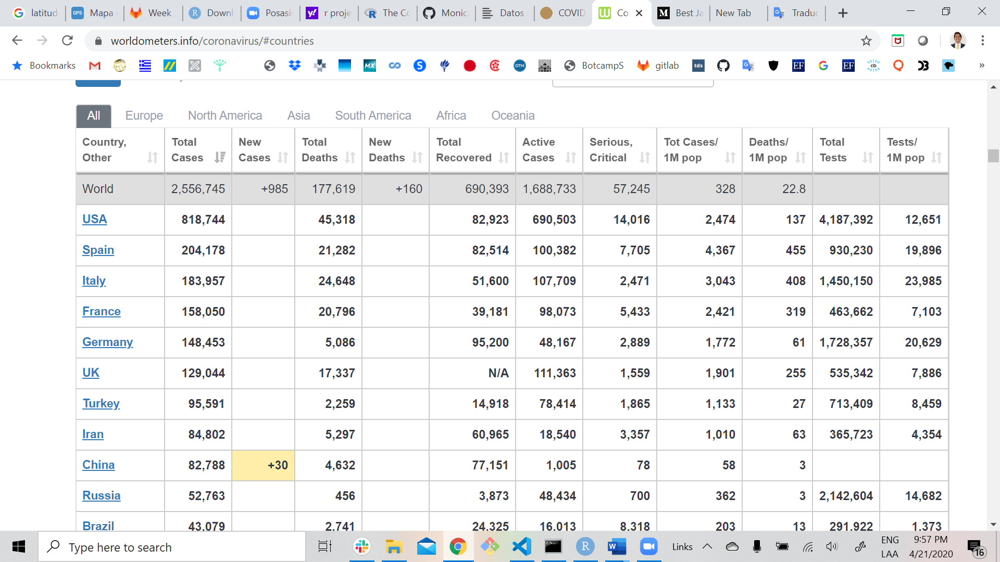 latitud Mapa Week Downl Posasi r proje The Co Monica Datos COVID Co Best Ja New Tab Traduc
worldometers.info/coronavirus/#countries
Bookmarks MX OTH BotcampS gitlab tds EF EF cb
All Europe North America Asia South America Africa Oceania
Country, Total New Total New Total Active Serious, Tot Cases/ Deaths/ Total Tests/
Other Cases Cases Deaths Deaths Recovered Cases Critical 1M pop 1M pop Tests 1M pop
World 2,556,745 +985 177,619 +160 690,393 1,688,733 57,245 328 22.8
USA 818,744 45,318 82,923 690,503 14,016 2,474 137 4,187,392 12,651
Spain 204,178 21,282 82,514 100,382 7,705 4,367 455 930,230 19,896
Italy 183,957 24,648 51,600 107,709 2,471 3,043 408 1,450,150 23,985
France 158,050 20,796 39,181 98,073 5,433 2,421 319 463,662 7,103
Germany 148,453 5,086 95,200 48,167 2,889 1,772 61 1,728,357 20,629
UK 129,044 17,337 N/A 111,363 1,559 1,901 255 535,342 7,886
Turkey 95,591 2,259 14,918 78,414 1,865 1,133 27 713,409 8,459
Iran 84,802 5,297 60,965 18,540 3,357 1,010 63 365,723 4,354
China 82,788 +30 4,632 77,151 1,005 78 58 3
Russia 52,763 456 3,873 48,434 700 362 3 2,142,604 14,682
Brazil 43,079 2,741 24,325 16,013 8,318 203 13 291,922 1,373
Type here to search Links ENG 9:57 PM
LAA 4/21/2020 16